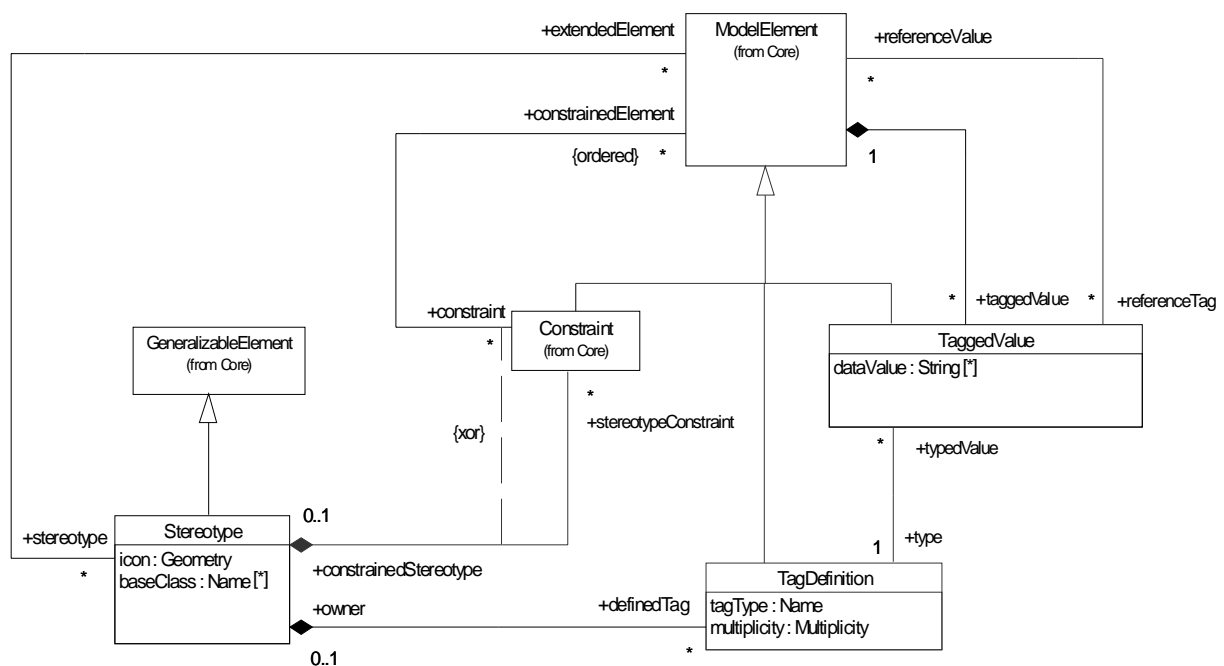 ModelElement
(from Core)
+extendedElement
*
+referenceValue
*
+constrainedElement
{ordered} *
1
+constraint
*
Constraint
(from Core)
*
+stereotypeConstraint
* +taggedValue
* +referenceTag
TaggedValue
dataValue : String [*]
GeneralizableElement
(from Core)
{xor}
* +typedValue
+stereotype
*
0..1
Stereotype
icon : Geometry
baseClass : Name [*]
+constrainedStereotype
+owner
0..1
+definedTag
*
1 +type
TagDefinition
tagType : Name
multiplicity : Multiplicity